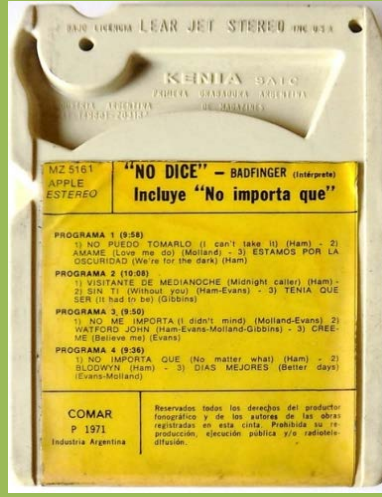 BAJO LICENCIA LEAR JET STEREO INC U.S.A
KENIA SAIC
PRIMERA GRABADORA ARGENTINA
INDUSTRIA ARGENTINA DE MAGAZINES
MZ 5161
APPLE
ESTEREO
"NO DICE" — BADFINGER (Intérprete)
Incluye "No importa que"
PROGRAMA 1 (9:58)
1) NO PUEDO TOMARLO (I can't take it) (Ham) - 2)
AMAME (Love me do) (Molland) - 3) ESTAMOS POR LA
OSCURIDAD (We're for the dark) (Ham)
PROGRAMA 2 (10:08)
1) VISITANTE DE MEDIANOCHE (Midnight caller) (Ham) -
2) SIN TI (Without you) (Ham-Evans) - 3) TENIA QUE
SER (It had to be) (Gibbins)
PROGRAMA 3, (9:50)
1) NO ME IMPORTA (I didn't mind) (Molland-Evans) 2)
WATFORD JOHN (Ham-Evans-Molland-Gibbins) - 3) CREE-
ME (Believe me) (Evans)
PROGRAMA 4 (9:36)
1) NO IMPORTA QUE (No matter what) (Ham) - 2)
BLODWYN (Ham) - 3) DIAS MEJORES (Better days)
(Evans-Molland)
COMAR
P 1971
Industria Argentina
Reservados todos los derechos del productor
fonográfico y de los autores de las obras
registradas en esta cinta. Prohibida su re-
producción, ejecución pública y/o radiotele-
difusión.